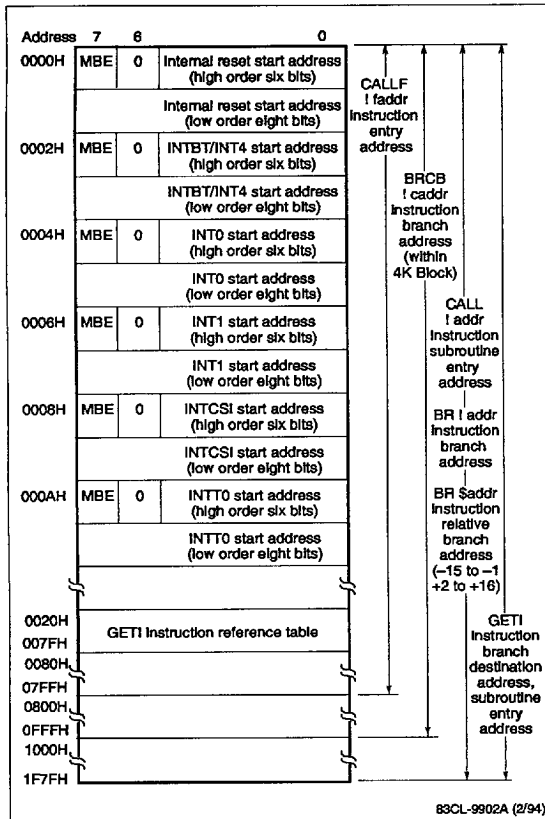 Address 7 6 0
0000H MBE 0 Internal reset start address
(high order six bits)
Internal reset start address
(low order eight bits)
0002H MBE 0 INTBT/INT4 start address
(high order six bits)
INTBT/INT4 start address
(low order eight bits)
0004H MBE 0 INT0 start address
(high order six bits)
INT0 start address
(low order eight bits)
0006H MBE 0 INT1 start address
(high order six bits)
INT1 start address
(low order eight bits)
0008H MBE 0 INTCSI start address
(high order six bits)
INTCSI start address
(low order eight bits)
000AH MBE 0 INTT0 start address
(high order six bits)
INTT0 start address
(low order eight bits)
0020H
GETI Instruction reference table
007FH
0080H
07FFH
0800H
0FFFH
1000H
1F7FH
CALLF
! faddr
instruction
entry
address
BRCB
! caddr
instruction
branch
address
(within
4K Block)
CALL
! addr
instruction
subroutine
entry
address
BR ! addr
instruction
branch
address
BR $addr
instruction
relative
branch
address
(–15 to –1
+2 to +16)
GETI
instruction
branch
destination
address,
subroutine
entry
address
83CL-9902A (2/94)